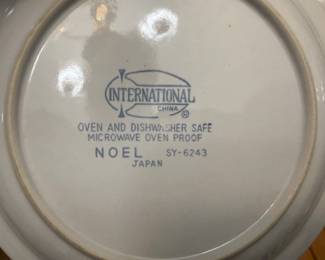 INTERNATIONAL
CHINA ©
OVEN AND DISHWASHER SAFE
MICROWAVE OVEN PROOF
NOEL SY-6243
JAPAN